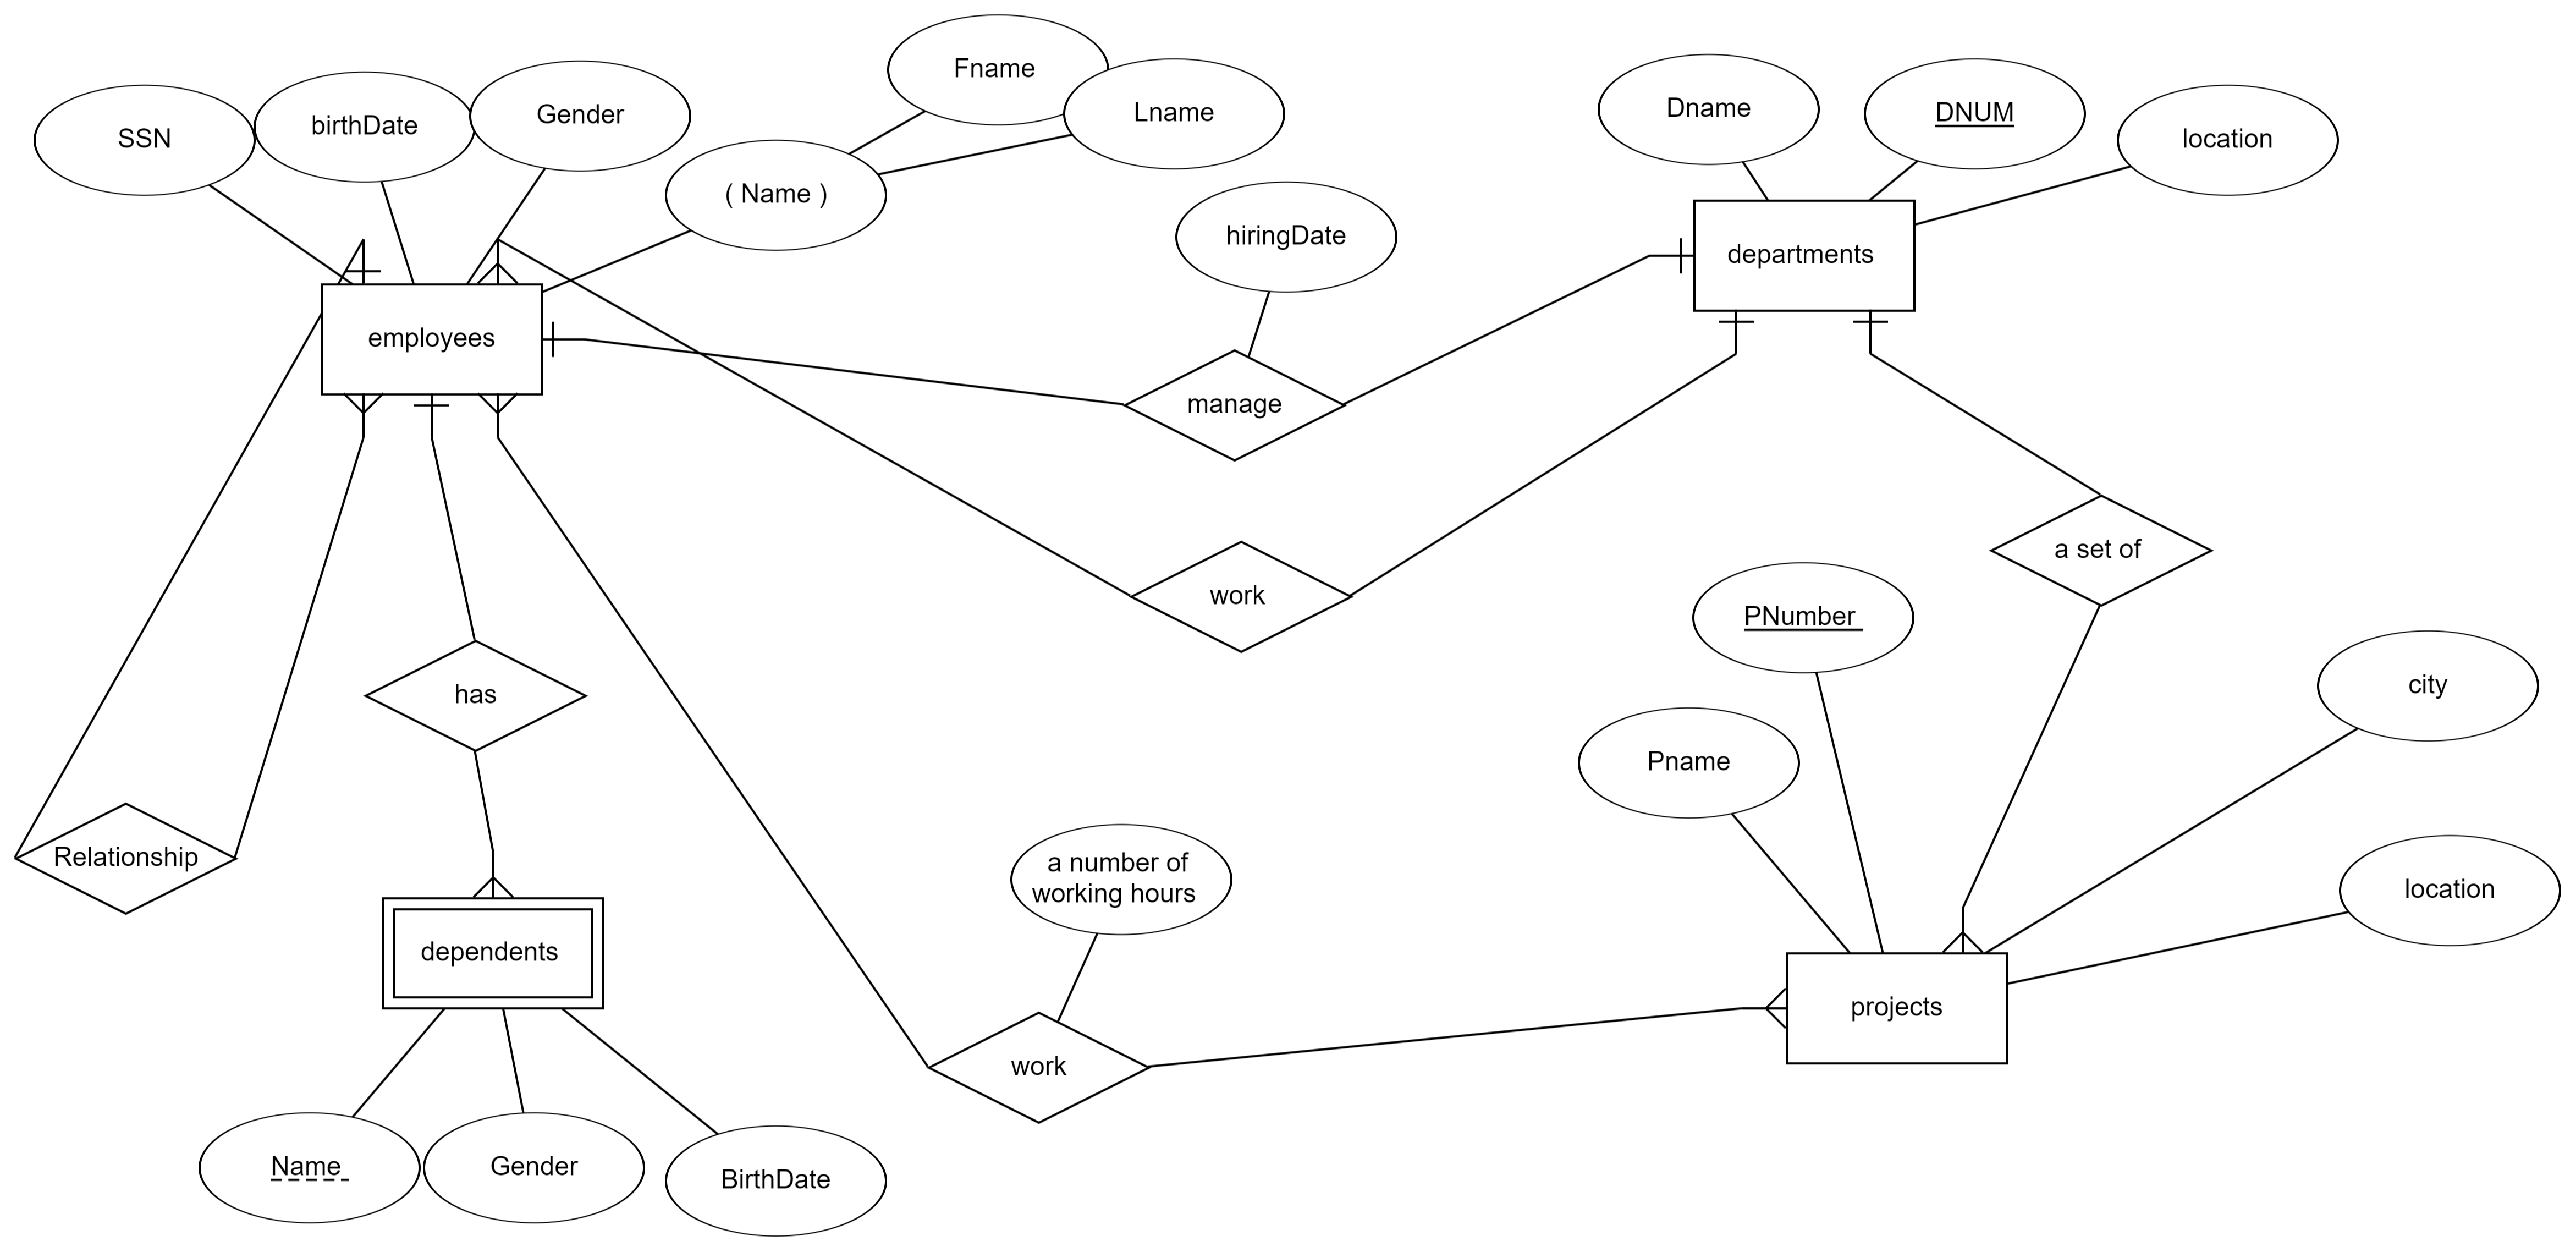 Fname
Dname
DNUM
Lname
Gender
birthDate
SSN
location
( Name )
hiringDate
departments
employees
manage
a set of
work
PNumber
city
has
Pname
Relationship
a number of
working hours
location
dependents
projects
work
Name
Gender
BirthDate